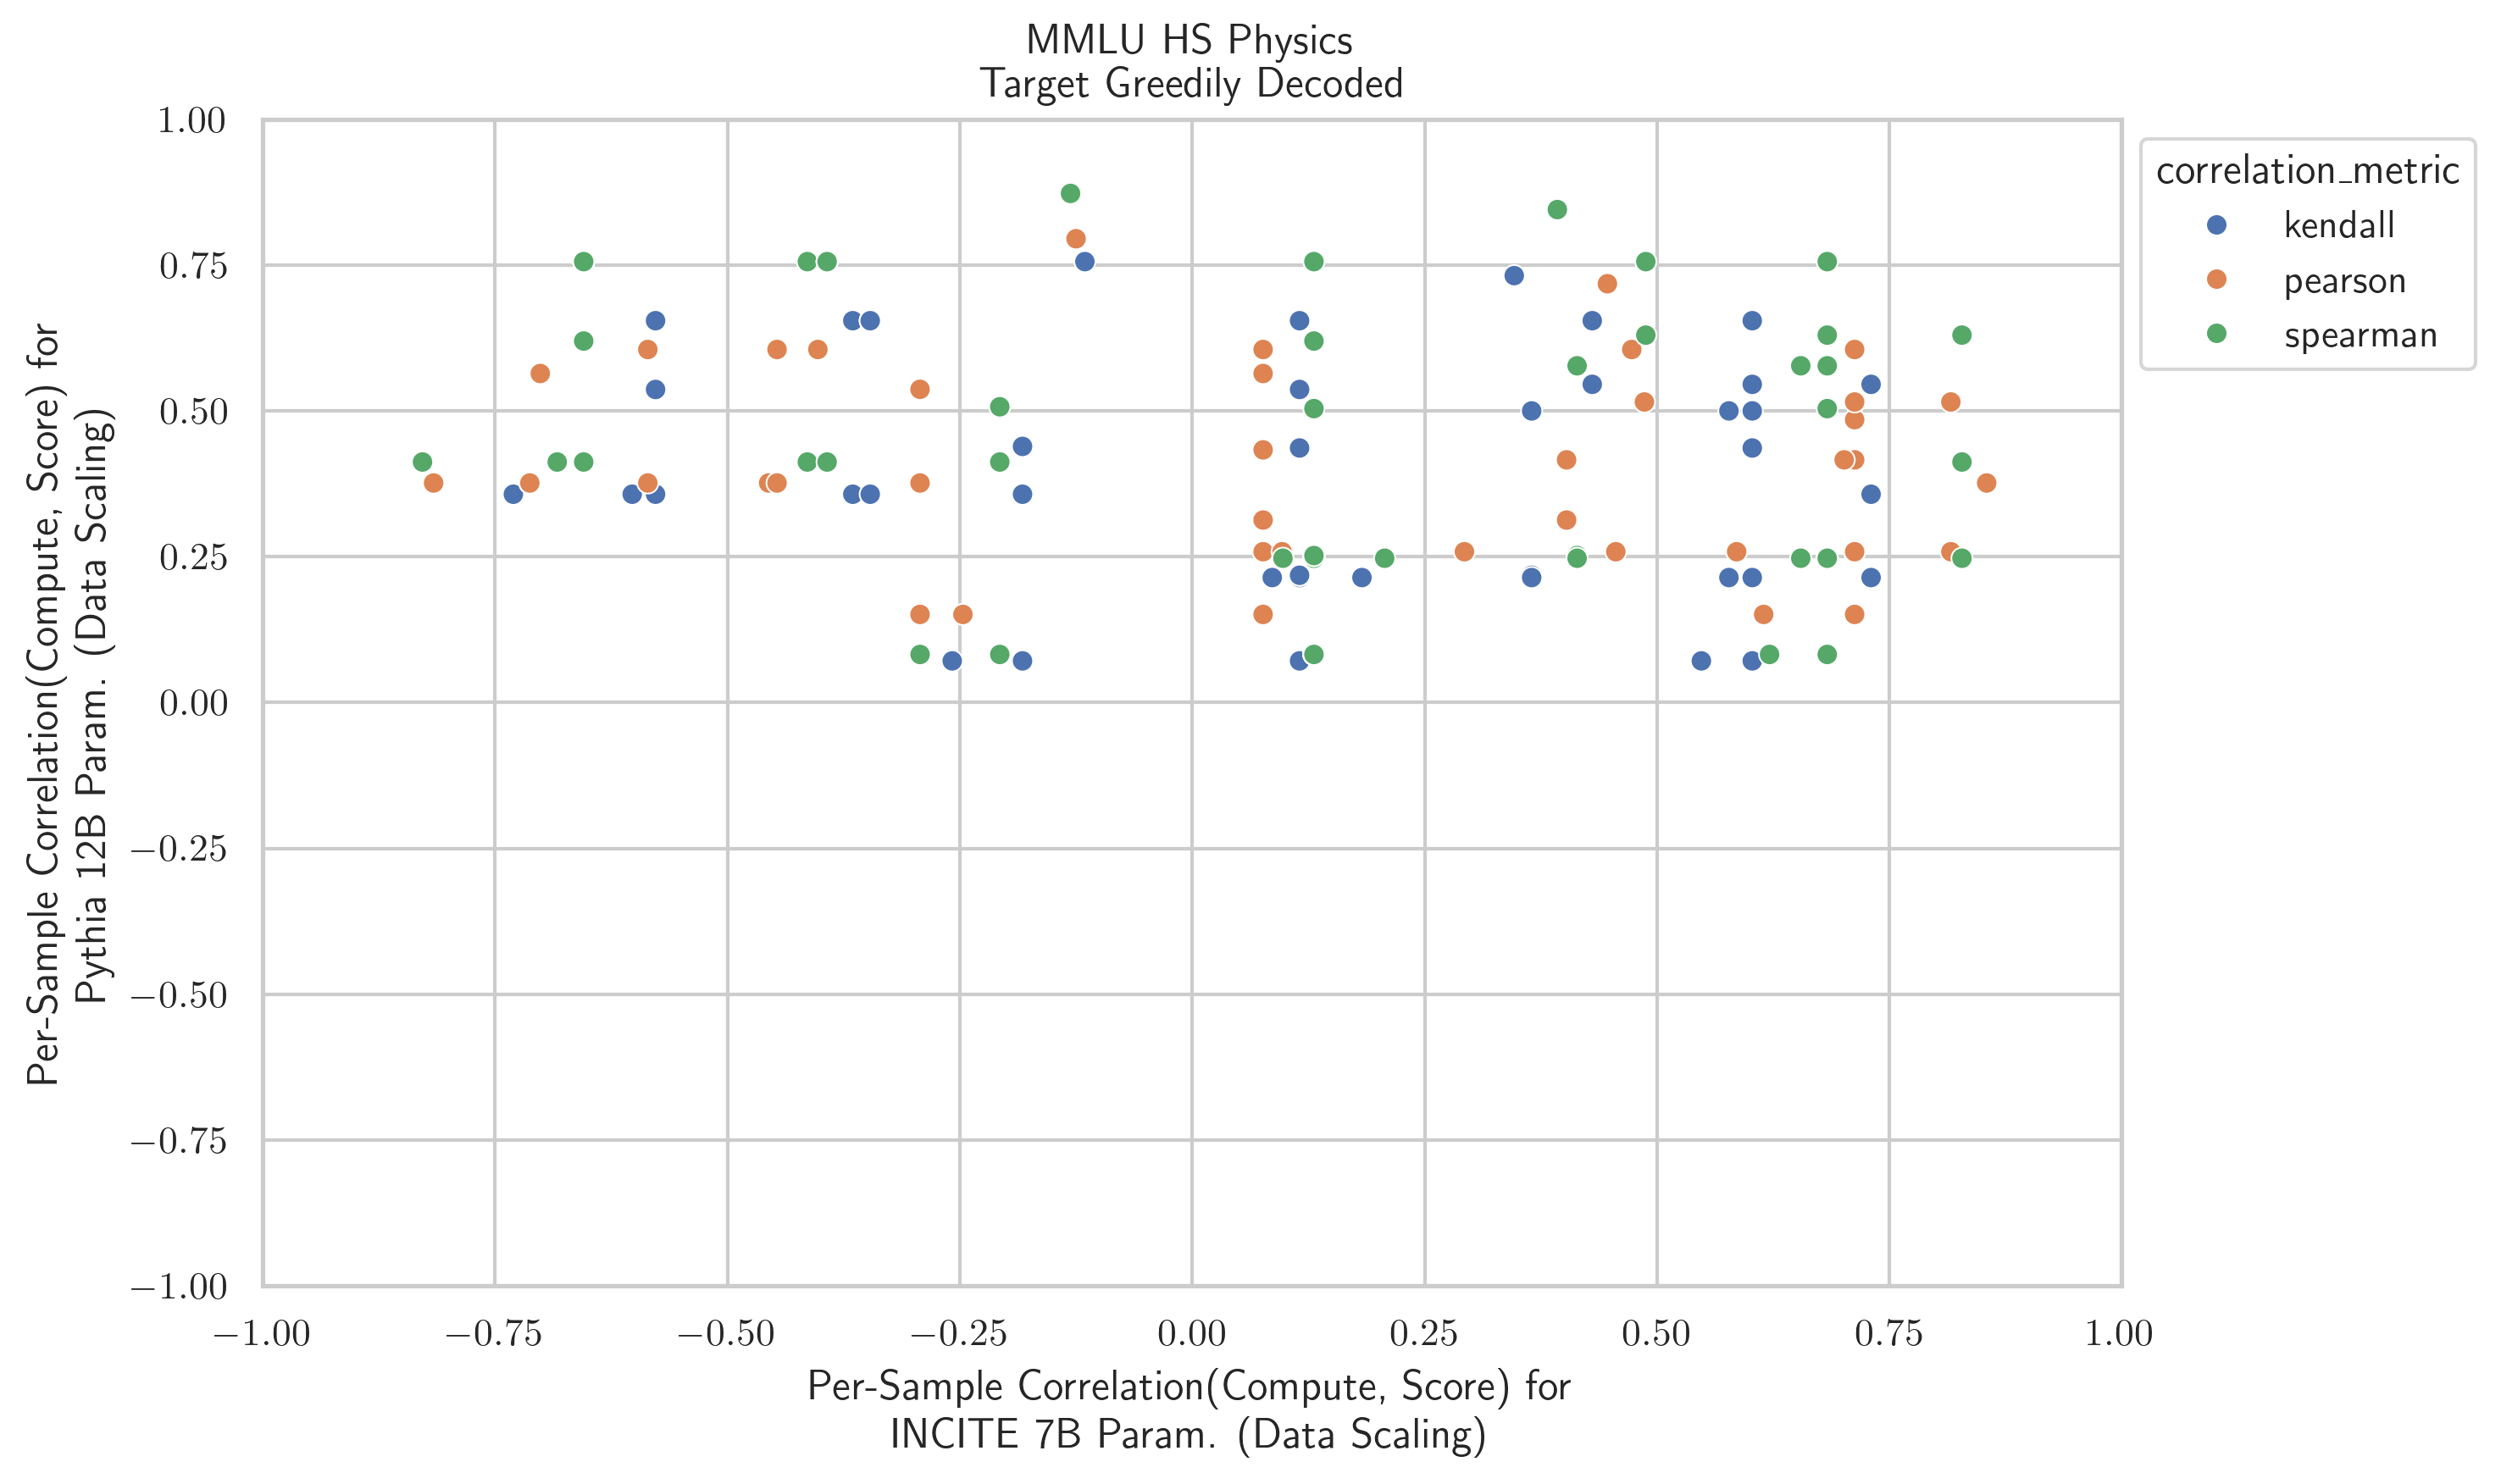 MMLU HS Physics
Target Greedily Decoded
1.00
0.75
0.50
0.25
0.00
−0.25
−0.50
−0.75
−1.00
Per-Sample Correlation(Compute, Score) for
Pythia 12B Param. (Data Scaling)
−1.00 −0.75 −0.50 −0.25 0.00 0.25 0.50 0.75 1.00
Per-Sample Correlation(Compute, Score) for
INCITE 7B Param. (Data Scaling)
correlation_metric
kendall
pearson
spearman